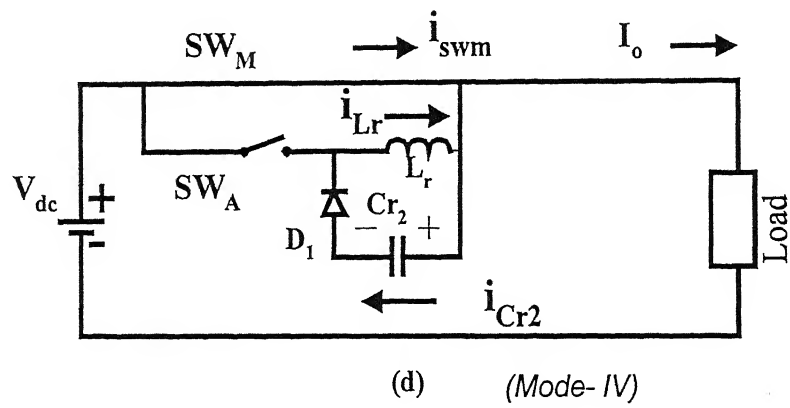 SW_M
i_swm
I_o
i_Lr
L_r
SW_A
V_dc
+
-
D_1
Cr_2
- +
i_Cr2
Load
(d) (Mode- IV)